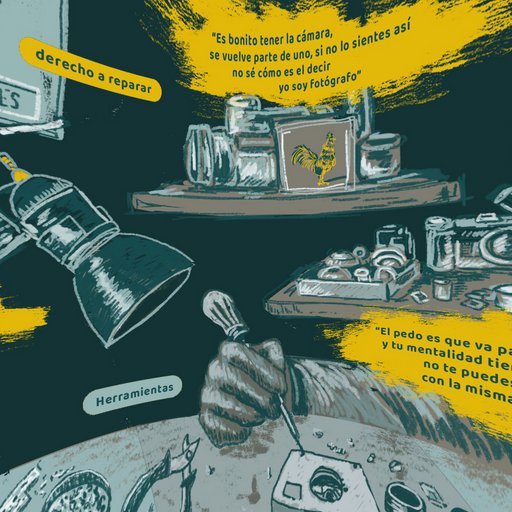 "Es bonito tener la cámara,
se vuelve parte de uno, si no lo sientes así
no sé cómo es el decir
yo soy Fotógrafo"
derecho a reparar
"El pedo es que va pa
y tu mentalidad tien
no te puedes
con la misma
Herramientas